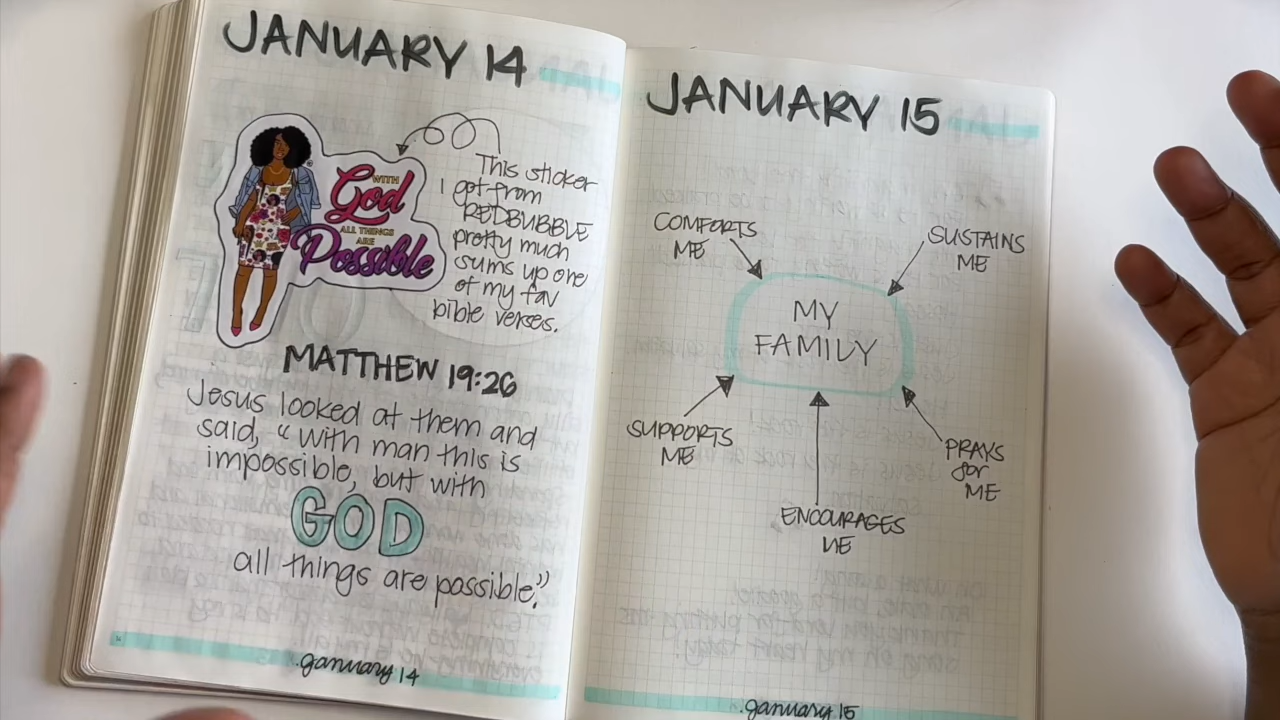 JANUARY 14
WITH
God
ALL THINGS
ARE
Possible
This sticker
I got from
REDBUBBLE
pretty much
sums up one
of my fav
bible verses.
MATTHEW 19:26
Jesus looked at them and
said, "with man this is
impossible, but with
GOD
all things are possible."
january 14
JANUARY 15
COMFORTS
ME
SUSTAINS
ME
MY
FAMILY
SUPPORTS
ME
PRAYS
for
ME
ENCOURAGES
ME
january 15